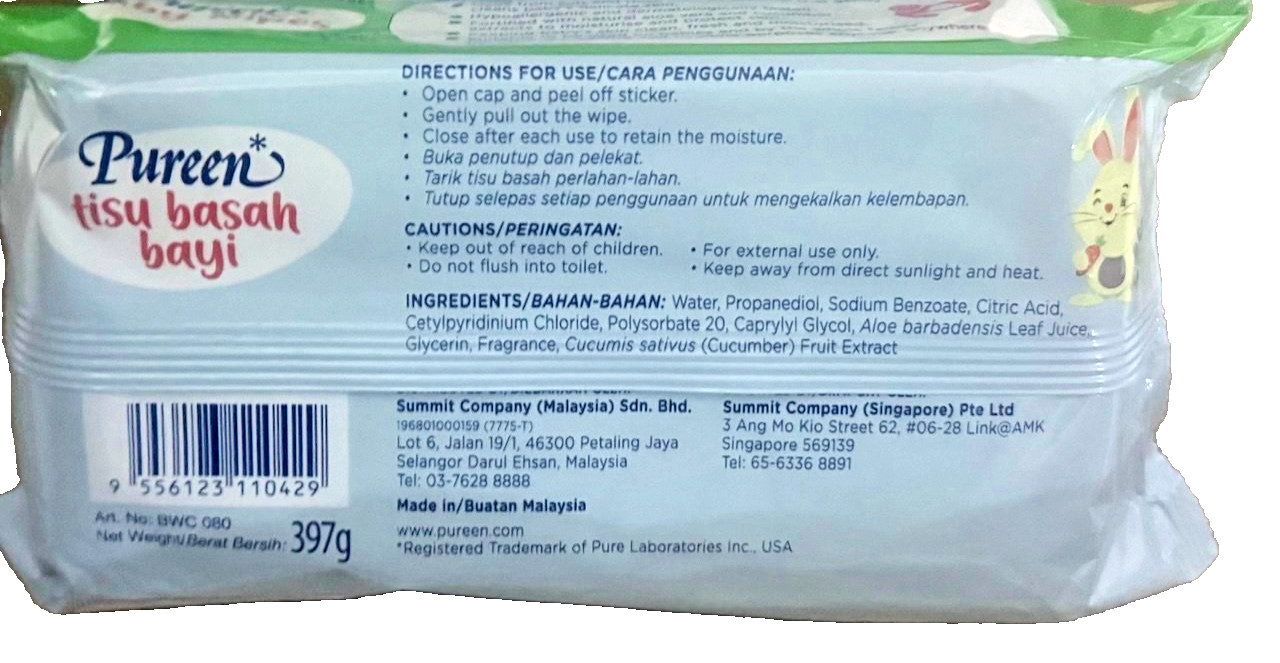 by Wipes
DIRECTIONS FOR USE/CARA PENGGUNAAN:
• Open cap and peel off sticker.
• Gently pull out the wipe.
• Close after each use to retain the moisture.
• Buka penutup dan pelekat.
• Tarik tisu basah perlahan-lahan.
• Tutup selepas setiap penggunaan untuk mengekalkan kelembapan.
Pureen*
tisu basah
bayi
CAUTIONS/PERINGATAN:
• Keep out of reach of children. • For external use only.
• Do not flush into toilet. • Keep away from direct sunlight and heat.
INGREDIENTS/BAHAN-BAHAN: Water, Propanediol, Sodium Benzoate, Citric Acid,
Cetylpyridinium Chloride, Polysorbate 20, Caprylyl Glycol, Aloe barbadensis Leaf Juice,
Glycerin, Fragrance, Cucumis sativus (Cucumber) Fruit Extract
Summit Company (Malaysia) Sdn. Bhd.
196801000159 (7775-T)
Lot 6, Jalan 19/1, 46300 Petaling Jaya
Selangor Darul Ehsan, Malaysia
Tel: 03-7628 8888
Summit Company (Singapore) Pte Ltd
3 Ang Mo Kio Street 62, #06-28 Link@AMK
Singapore 569139
Tel: 65-6336 8891
Made in/Buatan Malaysia
www.pureen.com
*Registered Trademark of Pure Laboratories Inc., USA
9 556123 110429
Art. No: BWC 080
Net Weight/Berat Bersih: 397g